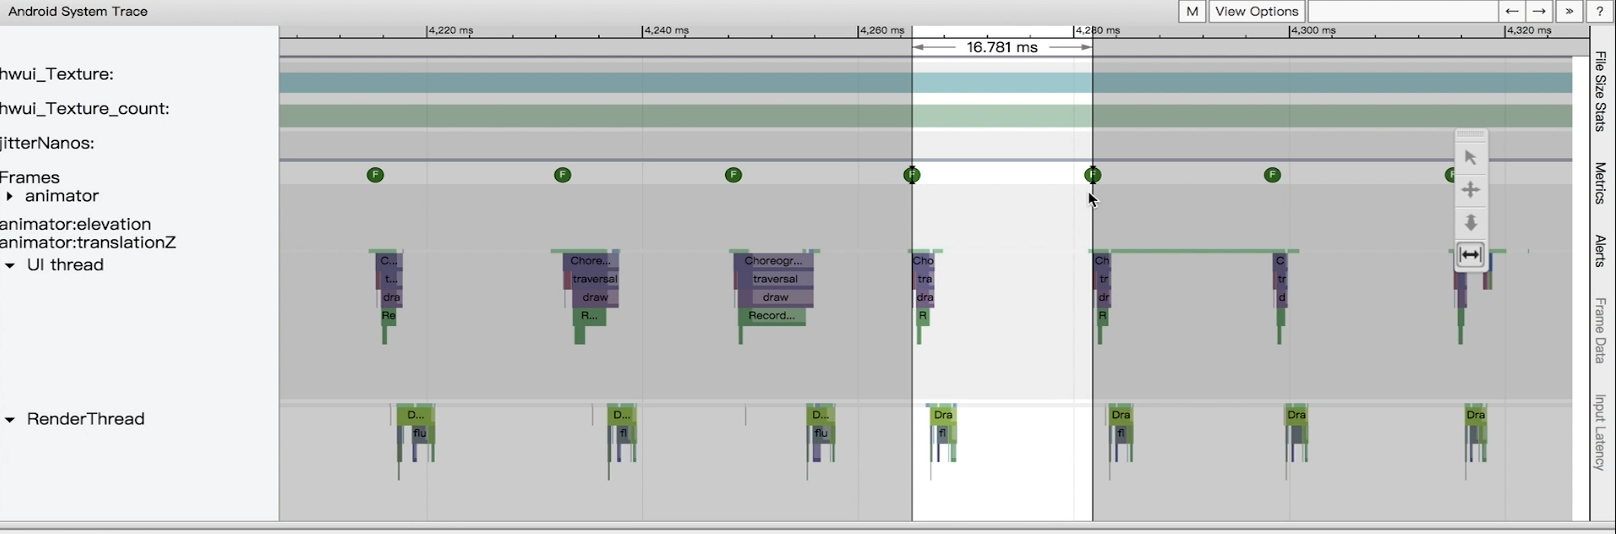 Android System Trace
M
View Options
←
→
»
?
4,220 ms
4,240 ms
4,260 ms
4,280 ms
4,300 ms
4,320 ms
16.781 ms
hwui_Texture:
hwui_Texture_count:
jitterNanos:
Frames
F
F
F
F
F
F
F
animator
animator:elevation
animator:translationZ
UI thread
C...
Chore...
Choreogr...
Cho
Ch
C
t...
traversal
traversal
tra
tr
tr
dra
draw
draw
dra
dr
d
Re
R...
Record...
R
R
RenderThread
D...
D...
D...
Dra
Dra
Dra
Dra
flu
fl
flu
fl
fl
File Size Stats
Metrics
Alerts
Frame Data
Input Latency